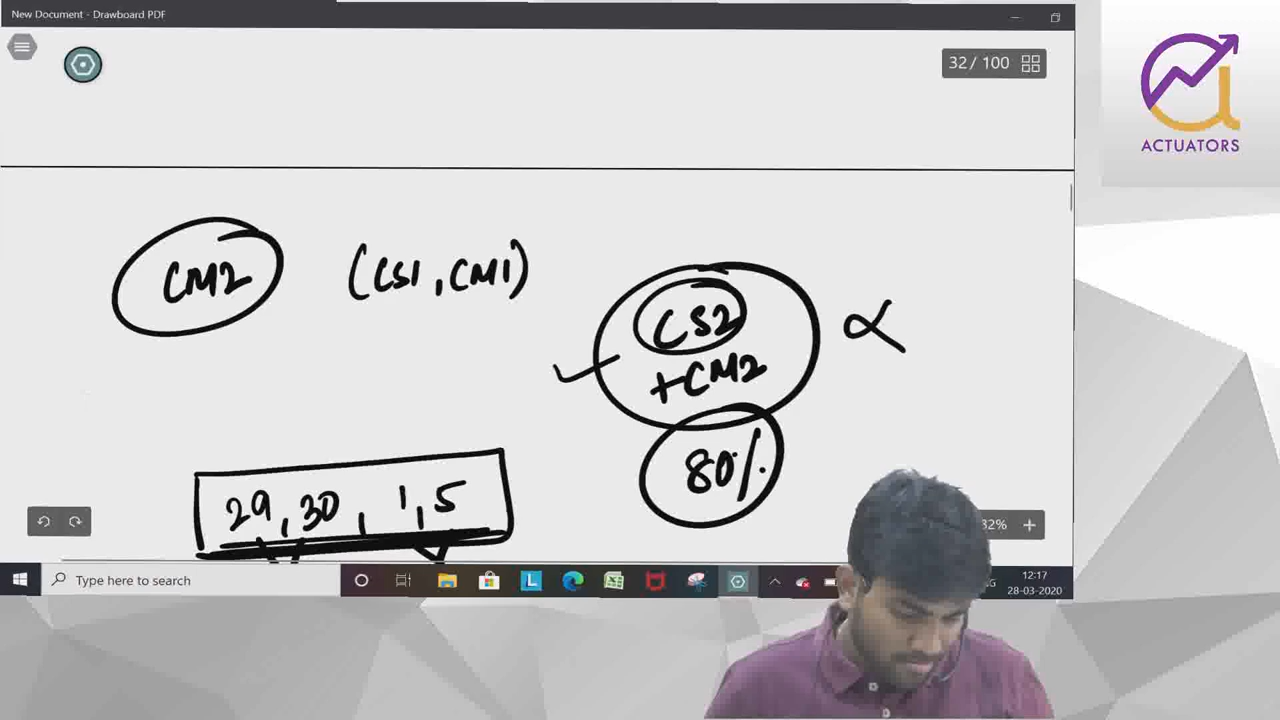 New Document - Drawboard PDF
32 / 100
ACTUATORS
CM2 (CS1, CM1)
CS2
+CM2
80%
29, 30, 1, 5
32%
Type here to search
12:17
28-03-2020